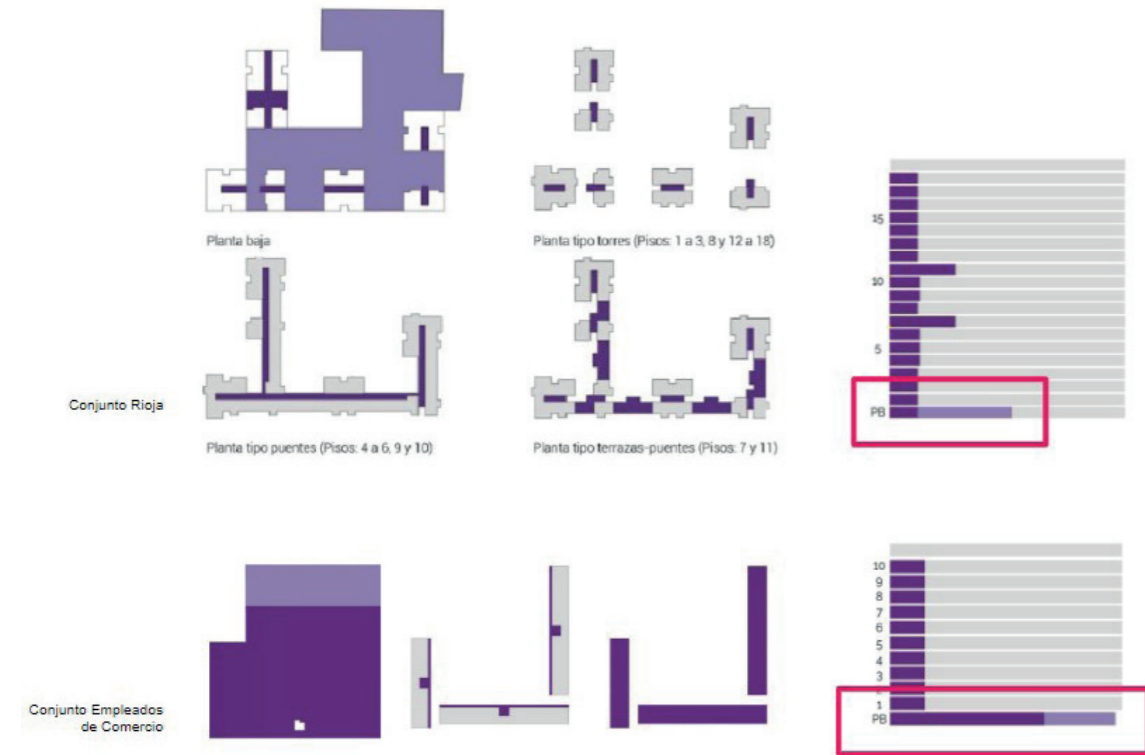 Planta baja
Planta tipo torres (Pisos: 1 a 3, 8 y 12 a 18)
15
10
5
PB
Conjunto Rioja
Planta tipo puentes (Pisos: 4 a 6, 9 y 10)
Planta tipo terrazas-puentes (Pisos: 7 y 11)
10
9
8
7
6
5
4
3
2
1
PB
Conjunto Empleados
de Comercio